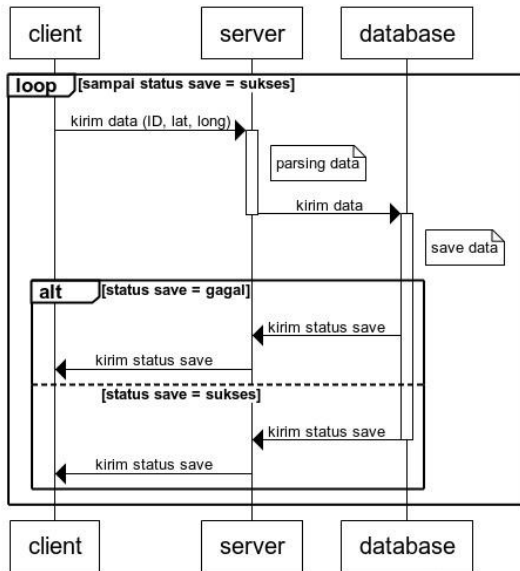 client server database
loop [sampai status save = sukses]
kirim data (ID, lat, long)
parsing data
kirim data
save data
alt [status save = gagal]
kirim status save
kirim status save
[status save = sukses]
kirim status save
kirim status save
client server database